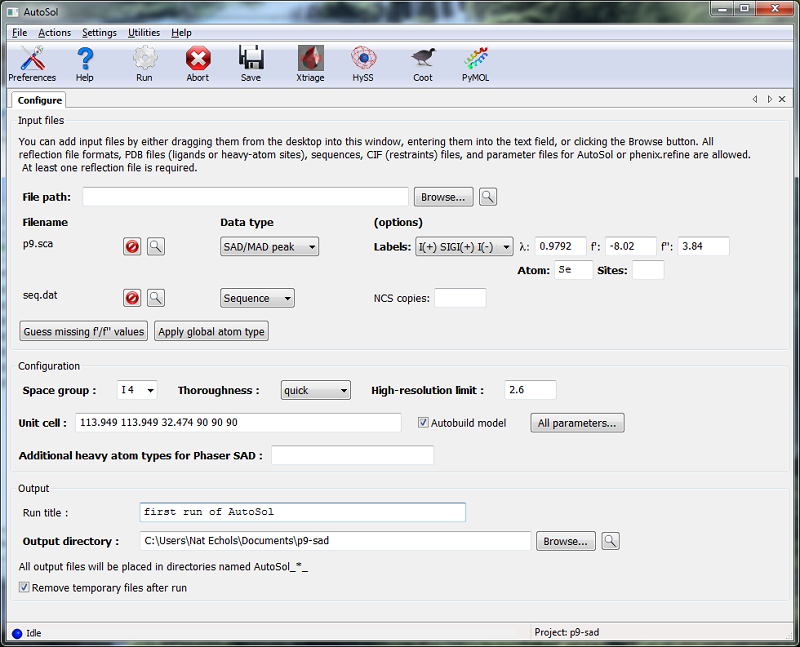 AutoSol
File Actions Settings Utilities Help
Preferences Help Run Abort Save Xtriage HySS Coot PyMOL
Configure
Input files
You can add input files by either dragging them from the desktop into this window, entering them into the text field, or clicking the Browse button. All
reflection file formats, PDB files (ligands or heavy-atom sites), sequences, CIF (restraints) files, and parameter files for AutoSol or phenix.refine are allowed.
At least one reflection file is required.
File path: Browse...
Filename Data type (options)
p9.sca SAD/MAD peak Labels: I(+) SIGI(+) I(-) λ: 0.9792 f': -8.02 f'': 3.84
Atom: Se Sites:
seq.dat Sequence NCS copies:
Guess missing f'/f'' values Apply global atom type
Configuration
Space group : I 4 Thoroughness : quick High-resolution limit : 2.6
Unit cell : 113.949 113.949 32.474 90 90 90 Autobuild model All parameters...
Additional heavy atom types for Phaser SAD :
Output
Run title : first run of AutoSol
Output directory : C:\Users\Nat Echols\Documents\p9-sad Browse...
All output files will be placed in directories named AutoSol_*_
Remove temporary files after run
Idle Project: p9-sad